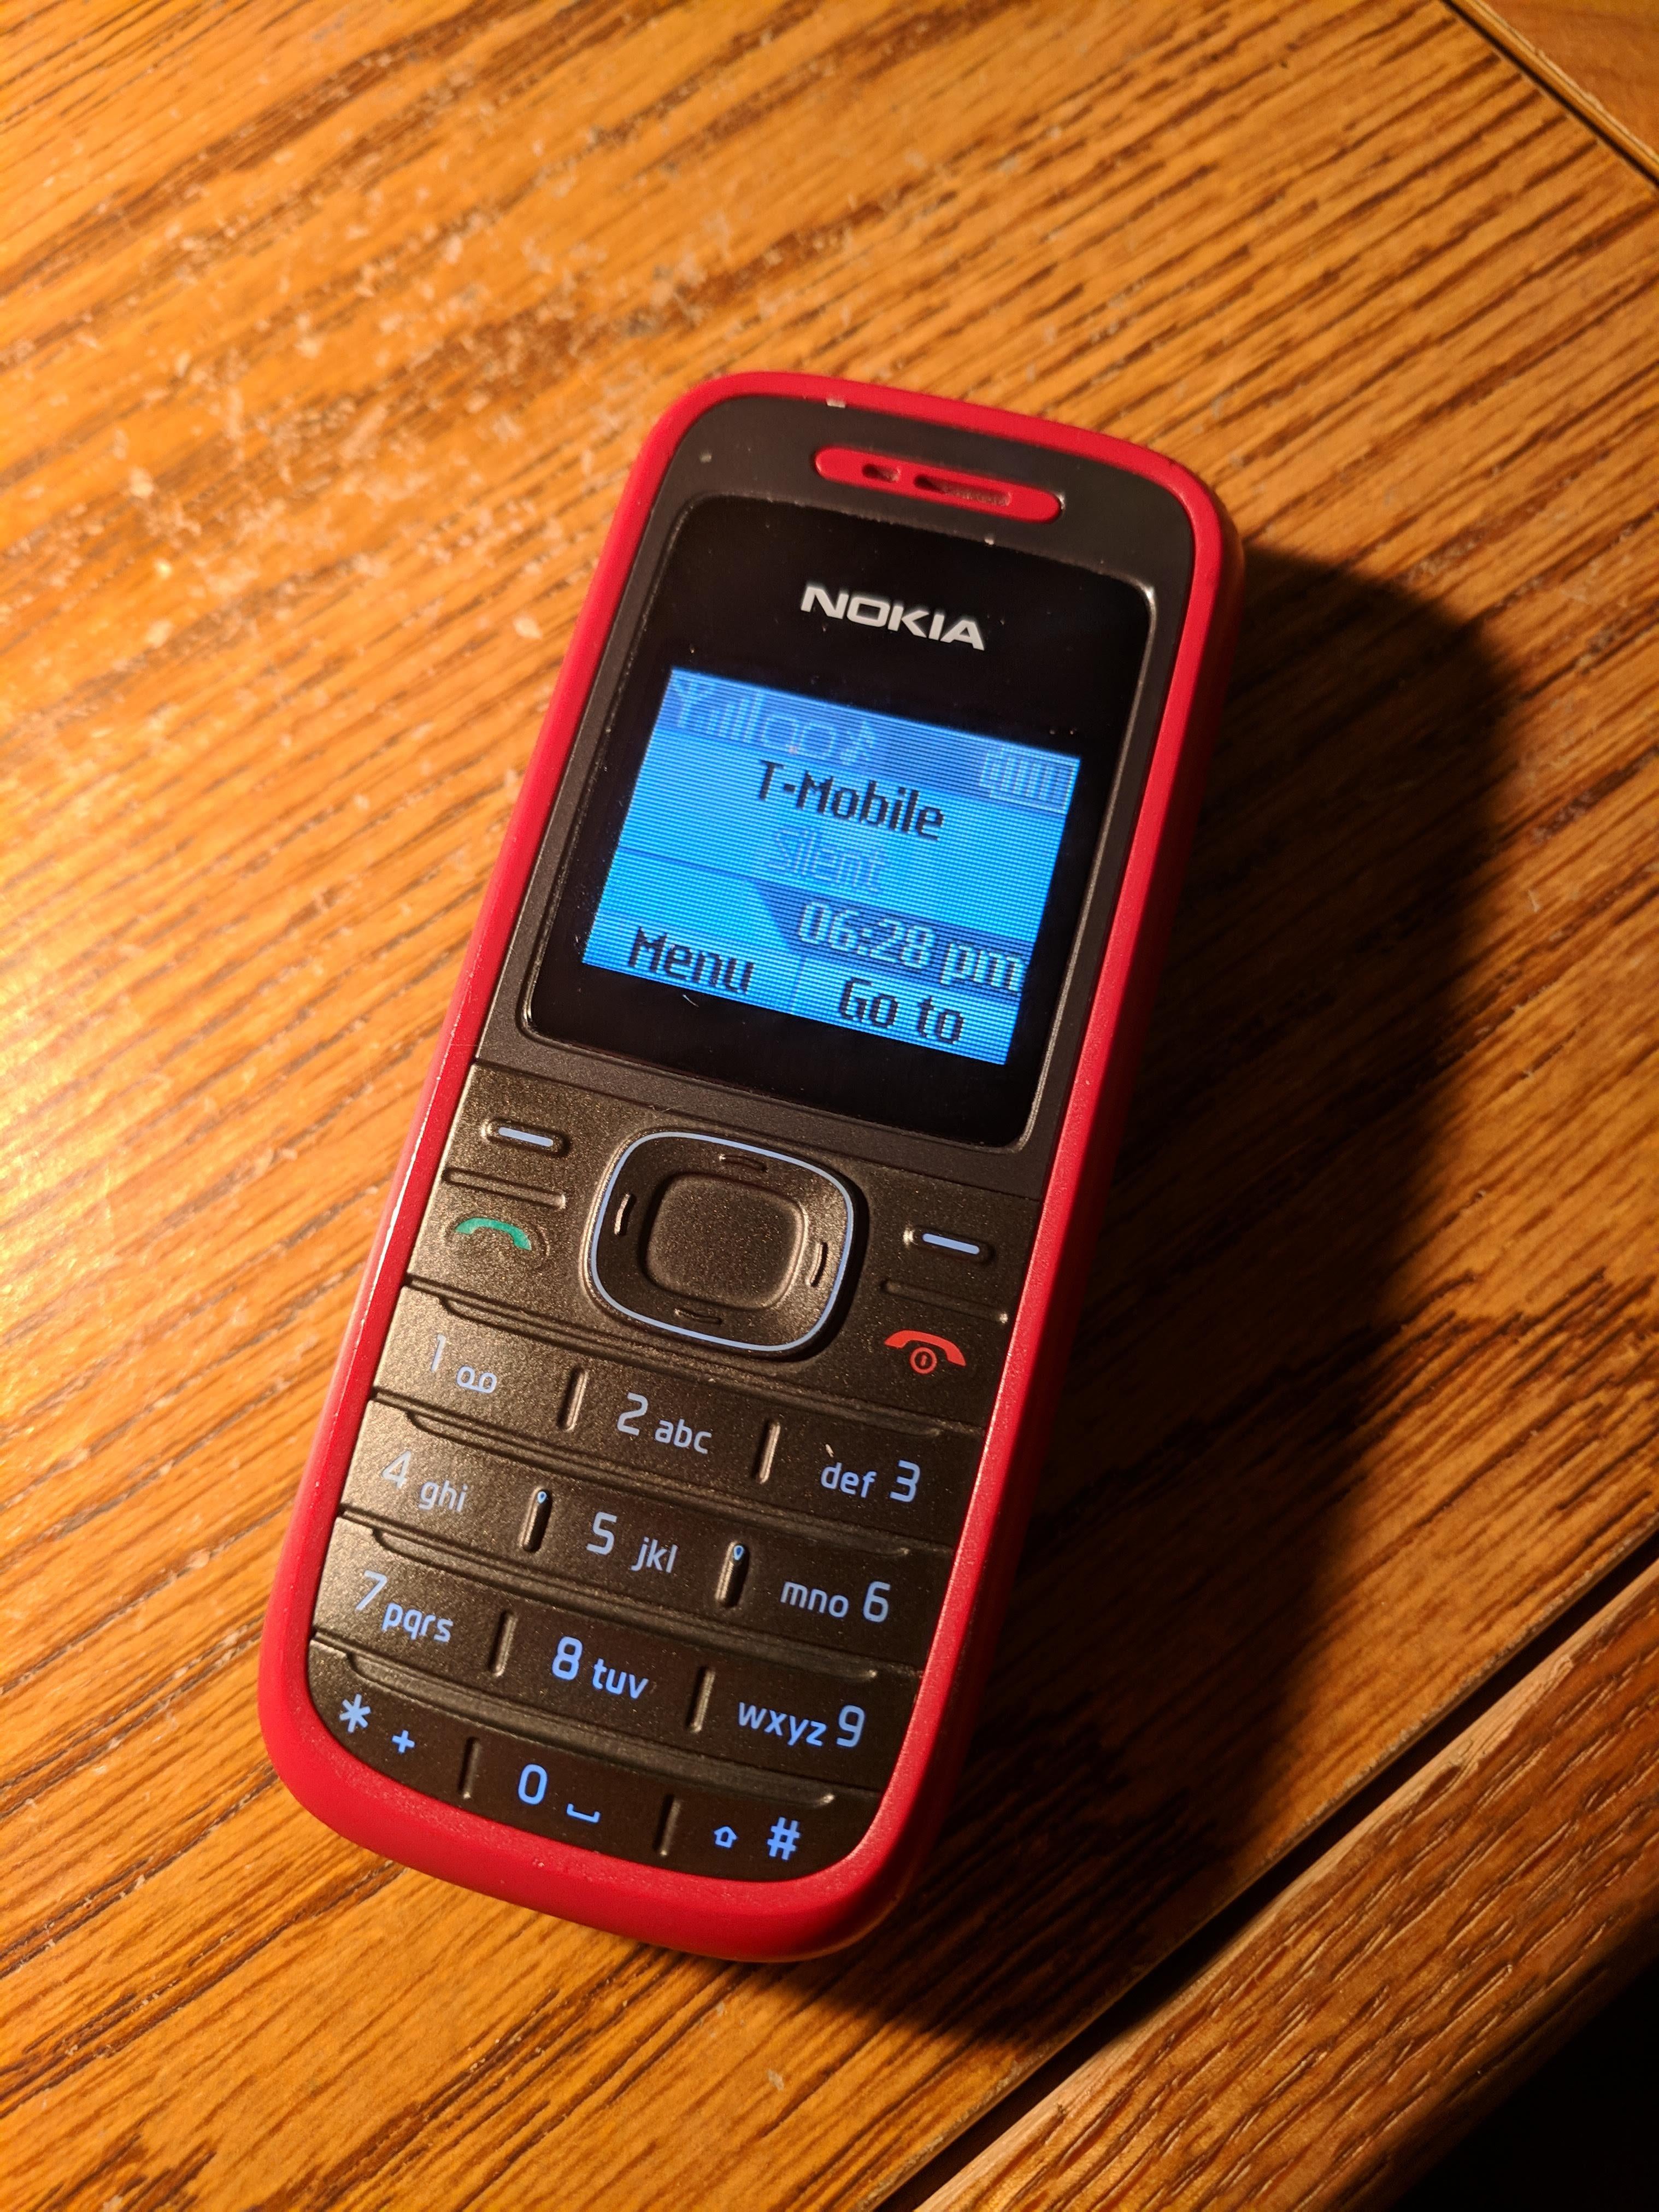 NOKIA
T-Mobile
Silent
06:28 pm
Menu
Go to
1
2 abc
def 3
4 ghi
5 jkl
mno 6
7 pqrs
8 tuv
wxyz 9
* +
0
#